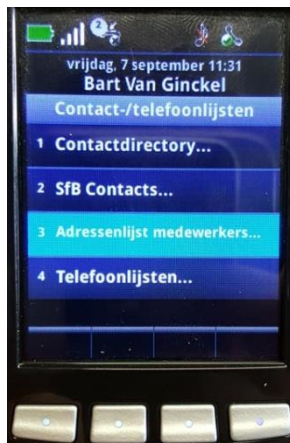 2
vrijdag, 7 september 11:31
Bart Van Ginckel
Contact-/telefoonlijsten
1 Contactdirectory...
2 SfB Contacts...
3 Adressenlijst medewerkers...
4 Telefoonlijsten...